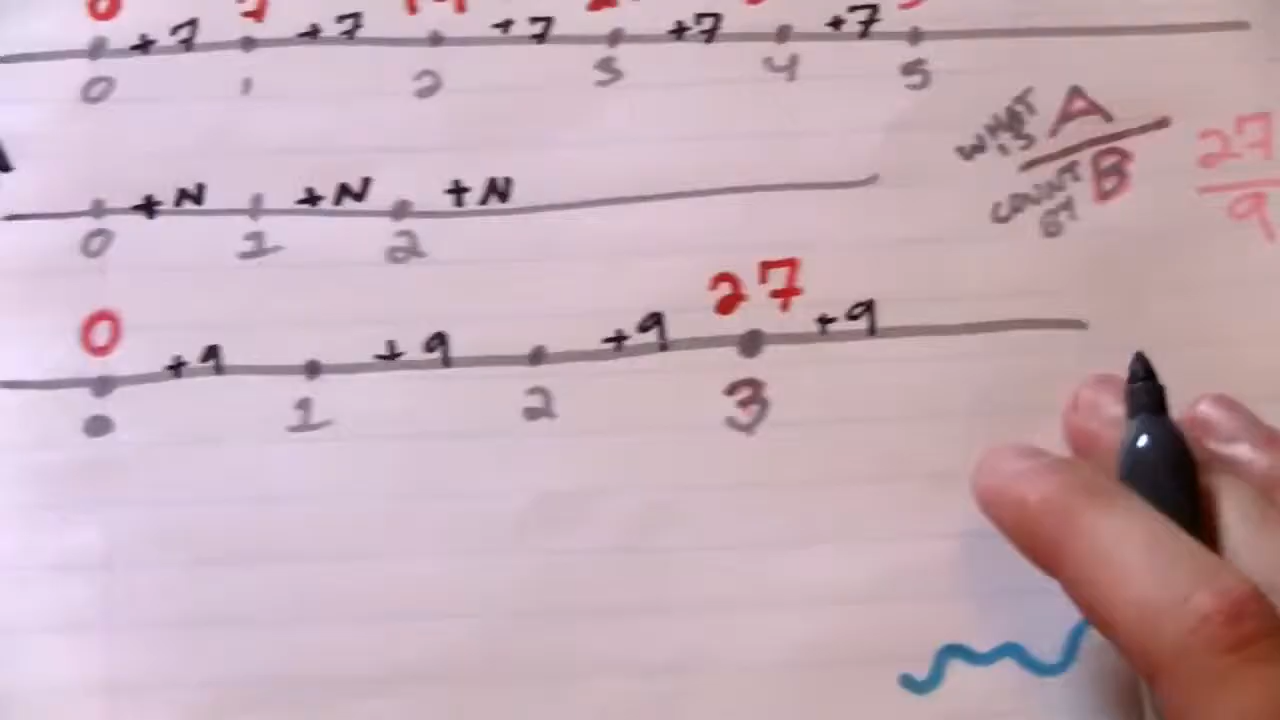 +7 +7 +7 +7 +7
0 1 2 3 4 5
WHAT IS A
COUNT BY B
27
9
+N +N +N
0 1 2
0 27
+9 +9 +9 +9
1 2 3